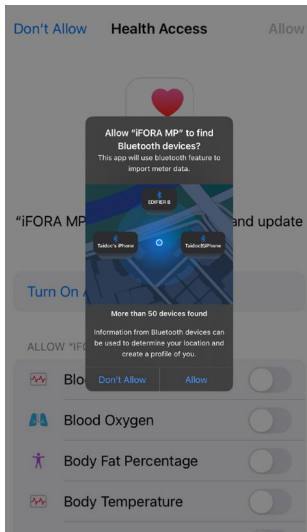 Don't Allow Health Access Allow
Allow "iFORA MP" to find
Bluetooth devices?
This app will use bluetooth feature to
import meter data.
EDIFIER B
Taidoc's iPhone
"iFORA MP and update
More than 50 devices found
Turn On
Information from Bluetooth devices can
be used to determine your location and
create a profile of you.
ALLOW "iFO
Don't Allow Allow
Blo
Blood Oxygen
Body Fat Percentage
Body Temperature